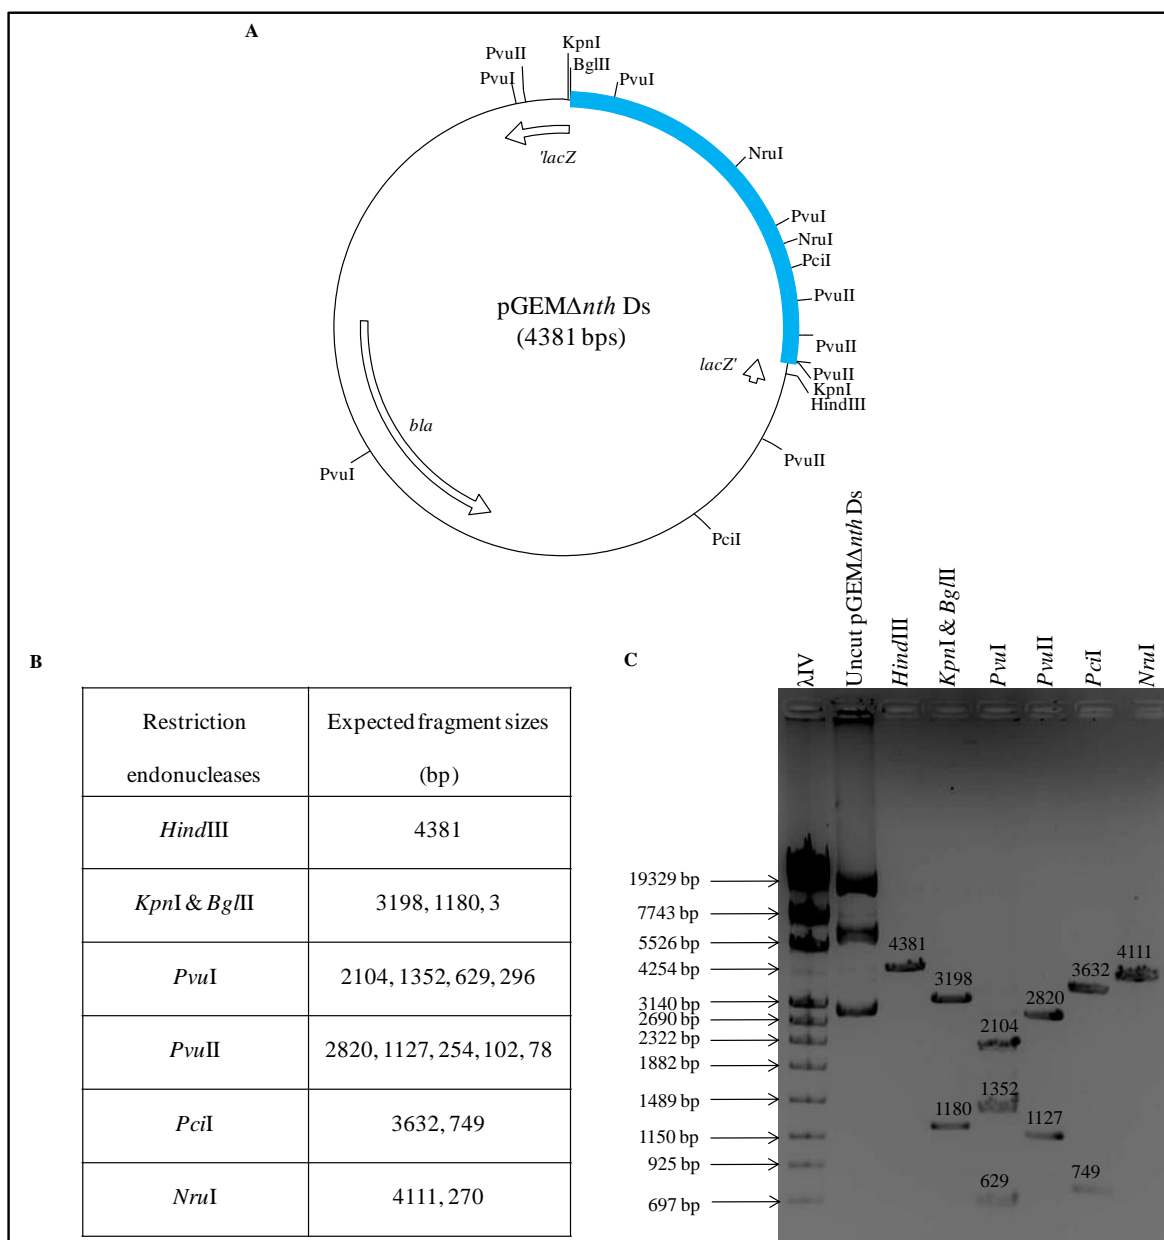 A
KpnI
BglII
PvuII
PvuI
PvuI
'lacZ
NruI
PvuI
NruI
PciI
PvuII
PvuII
PvuII
KpnI
HindIII
lacZ'
pGEMΔnth Ds
(4381 bps)
bla
PvuI
PvuII
PciI
B
Restriction
endonucleases
Expected fragment sizes
(bp)
HindIII
4381
KpnI & BglII
3198, 1180, 3
PvuI
2104, 1352, 629, 296
PvuII
2820, 1127, 254, 102, 78
PciI
3632, 749
NruI
4111, 270
C
λIV
Uncut pGEMΔnth Ds
HindIII
KpnI & BglII
PvuI
PvuII
PciI
NruI
19329 bp
7743 bp
5526 bp
4254 bp
3140 bp
2690 bp
2322 bp
1882 bp
1489 bp
1150 bp
925 bp
697 bp
4381
3198
1180
2104
1352
629
2820
1127
3632
749
4111